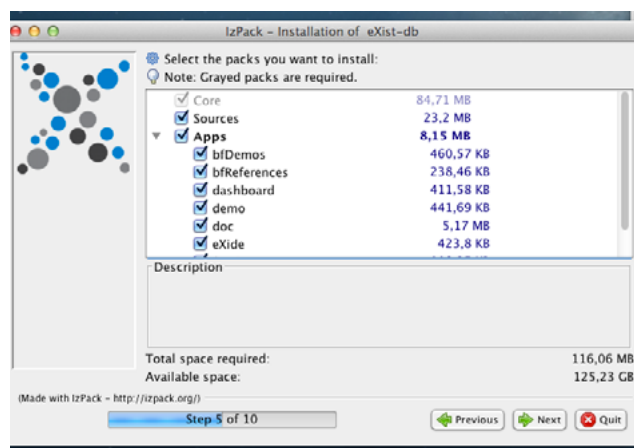 IzPack - Installation of eXist-db
Select the packs you want to install:
Note: Grayed packs are required.
Core 84,71 MB
Sources 23,2 MB
Apps 8,15 MB
bfDemos 460,57 KB
bfReferences 238,46 KB
dashboard 411,58 KB
demo 441,69 KB
doc 5,17 MB
eXide 423,8 KB
Description
Total space required: 116,06 MB
Available space: 125,23 GB
(Made with IzPack - http://izpack.org/)
Step 5 of 10 Previous Next Quit